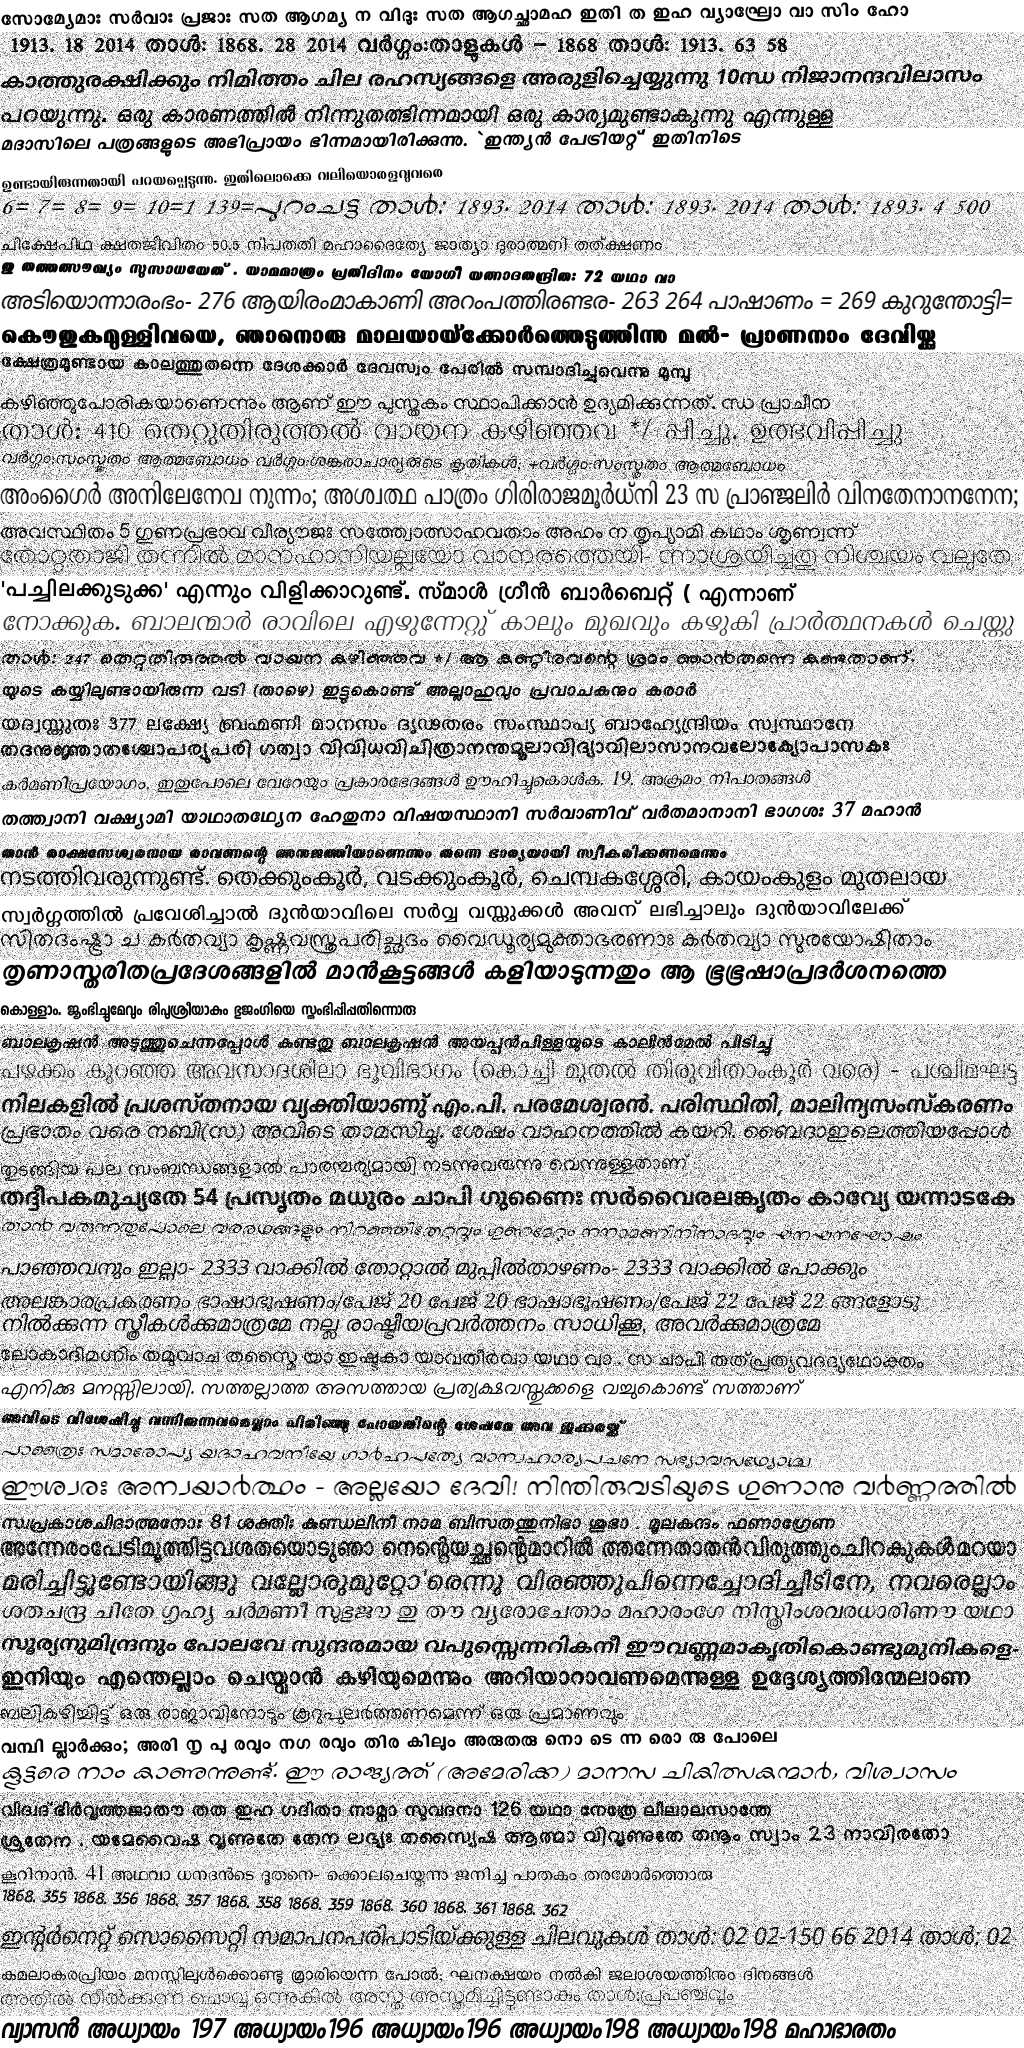 സോമ്യേമാഃ സർവാഃ പ്രജാഃ സത ആഗമ്യ ന വിദുഃ സത ആഗച്ഛാമഹ ഇതി ത ഇഹ വ്യാഘ്രോ വാ സിം ഹോ
1913. 18 2014 താൾ: 1868. 28 2014 വർഗ്ഗം:താളുകൾ – 1868 താൾ: 1913. 63 58
കാത്തുരക്ഷിക്കും നിമിത്തം ചില രഹസ്യങ്ങളെ അരുളിച്ചെയ്യുന്നു 10ന്ധ നിജാനന്ദവിലാസം
പറയുന്നു. ഒരു കാരണത്തിൽ നിന്നുതത്ഭിന്നമായി ഒരു കാര്യമുണ്ടാകുന്നു എന്നുള്ള
മദാസിലെ പത്രങ്ങളുടെ അഭിപ്രായം ഭിന്നമായിരിക്കുന്നു. `ഇന്ത്യൻ പേട്രിയറ്റ്' ഇതിനിടെ
ഉണ്ടായിരുന്നതായി പറയപ്പെടുന്നു. ഇതിലൊക്കെ വലിയൊരളവുവരെ
6= 7= 8= 9= 10=1 139=പൂറംചട്ട താൾ: 1893. 2014 താൾ: 1893. 2014 താൾ: 1893. 4 500
ചിക്ഷേപിഥ ക്ഷതജീവിതം 50.5 നിപതതി മഹാദൈത്യേ ജാത്യാ ദുരാത്മനി തത്ക്ഷണം
തു തത്തത്സൗഖ്യം സുസാധയേത് . യാമമാത്രം പ്രതിദിനം യോഗീ യത്നാദതന്ദ്രിതഃ 72 യഥാ വാ
അടിയൊന്നാരംഭം- 276 ആയിരംമാകാണി അറംപത്തിരണ്ടര- 263 264 പാഷാണം = 269 കുറുന്തോട്ടി=
കൌതുകമുള്ളിവയെ, ഞാനൊരു മാലയായ്ക്കോർത്തെടുത്തിന്നു മൽ- പ്രാണനാം ദേവിയ്ക്കു
ക്ഷേത്രമുണ്ടായ കാലത്തുതന്നെ ദേശക്കാർ ദേവസ്വം പേരിൽ സമ്പാദിച്ചുവെന്നു മുമ്പു
കഴിഞ്ഞുപോരികയാണെന്നും ആണ് ഈ പുസ്തകം സ്ഥാപിക്കാൻ ഉദ്യമിക്കുന്നത്. ന്ധ പ്രാചീന
താൾ: 410 തെറ്റുതിരുത്തൽ വായന കഴിഞ്ഞവ */ പ്പിച്ചു. ഉത്ഭവിപ്പിച്ചു
വർഗ്ഗം:സംസ്കൃതം ആത്മബോധം വർഗ്ഗം:ശങ്കരാചാര്യരുടെ കൃതികൾ; +വർഗ്ഗം:സംസ്കൃതം ആത്മബോധം
അംഗൈർ അനിലേനേവ നുന്നം; അശ്വത്ഥ പാത്രം ഗിരിരാജമൂർധ്നി 23 സ പ്രാഞ്ജലിർ വിനതേനാനനേന;
അവസ്ഥിതം 5 ഗുണപ്രഭാവ വീര്യൗജഃ സത്ത്വോത്സാഹവതാം അഹം ന തൃപ്യാമി കഥാം ശൃണ്വന്ന്
തോറ്റതാജി തന്നിൽ മാനഹാനിയല്ലയോ വാനരത്തെയി- ന്നാശ്രയിച്ചതു നിശ്ചയം വല്വതേ
'പച്ചിലക്കുടുക്ക' എന്നും വിളിക്കാറുണ്ട്. സ്മാൾ ഗ്രീൻ ബാർബെറ്റ് ( എന്നാണ്
നോക്കുക. ബാലന്മാർ രാവിലെ എഴുന്നേറ്റു് കാലും മുഖവും കഴുകി പ്രാർത്ഥനകൾ ചെയ്തു
താൾ: 247 തെറ്റുതിരുത്തൽ വായന കഴിഞ്ഞവ */ ആ കണ്ഠീരവന്റെ ശ്രമം ഞാൻതന്നെ കണ്ടതാണ്.
യുടെ കയ്യിലുണ്ടായിരുന്ന വടി (താഴെ) ഇട്ടുകൊണ്ട് അല്ലാഹുവും പ്രവാചകനും കരാർ
യദ്വസ്തുതഃ 377 ലക്ഷ്യേ ബ്രഹ്മണി മാനസം ദൃഢതരം സംസ്ഥാപ്യ ബാഹ്യേന്ദ്രിയം സ്വസ്ഥാനേ
തദനുജ്ഞാതശ്ചോപര്യുപരി ഗത്വാ വിവിധവിചിത്രാനന്തമൂലാവിദ്യാവിലാസാനവലോക്യോപാസകഃ
കർമണിപ്രയോഗം, ഇതുപോലെ വേറേയും പ്രകാരഭേദങ്ങൾ ഊഹിച്ചുകൊൾക. 19. അക്രമം നിപാതങ്ങൾ
തത്ത്വാനി വക്ഷ്യാമി യാഥാതഥ്യേന ഹേതുനാ വിഷയസ്ഥാനി സർവാണിവ് വർതമാനാനി ഭാഗശഃ 37 മഹാൻ
താൻ രാക്ഷസേശ്വരനായ രാവണന്റെ അനുജത്തിയാണെന്നും തന്നെ ഭാര്യയായി സ്വീകരിക്കണമെന്നും
നടത്തിവരുന്നുണ്ട്. തെക്കുംകൂർ, വടക്കുംകൂർ, ചെമ്പകശ്ശേരി, കായംകുളം മുതലായ
സ്വർഗ്ഗത്തിൽ പ്രവേശിച്ചാൽ ദുൻയാവിലെ സർവ്വ വസ്തുക്കൾ അവന് ലഭിച്ചാലും ദുൻയാവിലേക്ക്
സിതദംഷ്ട്രാ ച കർതവ്യാ കൃഷ്ണവസ്ത്രപരിച്ഛദം വൈഡൂര്യമുക്താഭരണാഃ കർതവ്യാ സുരയോഷിതാം
തൃണാസ്തരിതപ്രദേശങ്ങളിൽ മാൻകൂട്ടങ്ങൾ കളിയാടുന്നതും ആ ഭൂഭൂഷാപ്രദർശനത്തെ
കൊള്ളാം. ജൃംഭിച്ചുമേവും രിപുശ്രീയാകും ഭുജംഗിയെ സ്തംഭിപ്പിപ്പതിന്നൊരു
ബാലകൃഷ്ണൻ അടുത്തുചെന്നപ്പോൾ കണ്ടതു ബാലകൃഷ്ണൻ അയപ്പൻപിള്ളയുടെ കാലിൻമേൽ പിടിച്ചു
പഴക്കം കുറഞ്ഞ അവസാദശിലാ ഭൂവിഭാഗം (കൊച്ചി മുതൽ തിരുവിതാംകൂർ വരെ) - പശ്ചിമഘട്ട
നിലകളിൽ പ്രശസ്തനായ വ്യക്തിയാണു് എം.പി. പരമേശ്വരൻ. പരിസ്ഥിതി, മാലിന്യസംസ്കരണം
പ്രഭാതം വരെ നബി(സ) അവിടെ താമസിച്ചു. ശേഷം വാഹനത്തിൽ കയറി. ബൈദാഇലെത്തിയപ്പോൾ
തുടങ്ങിയ പല സംബന്ധങ്ങളാൽ പാരമ്പര്യമായി നടന്നുവരുന്നു വെന്നുള്ളതാണ്
തദ്ദീപകമുച്യതേ 54 പ്രസൃതം മധുരം ചാപി ഗുണൈഃ സർവൈരലങ്കൃതം കാവ്യേ യന്നാടകേ
താൻ വരുന്നതുപോലെ വരരഥങ്ങളും നിറഞ്ഞിട്ടേറ്റവും ഗുണമേറും നന്മണിനിനാദവും ഘനഘനഘോഷം
പാഞ്ഞവനും ഇല്ലാ- 2333 വാക്കിൽ തോറ്റാൽ മുപ്പിൽതാഴണം- 2333 വാക്കിൽ പോക്കും
അലങ്കാരപ്രകരണം ഭാഷാഭൂഷണം/പേജ് 20 പേജ് 20 ഭാഷാഭൂഷണം/പേജ് 22 പേജ് 22 ങ്ങളോടു
നിൽക്കുന്ന സ്ത്രീകൾക്കുമാത്രമേ നല്ല രാഷ്ട്രീയപ്രവർത്തനം സാധിക്കൂ, അവർക്കുമാത്രമേ
ലോകാദിമഗ്നിം തമുവാച തസ്മൈ യാ ഇഷ്ടകാ യാവതീരവാ യഥാ വാ . സ ചാപി തത്പ്രത്യവദദ്യഥോക്തം
എനിക്കു മനസ്സിലായി. സത്തല്ലാത്ത അസത്തായ പ്രത്യക്ഷവസ്തുക്കളെ വച്ചുകൊണ്ട് സത്താണ്
അവിടെ വിശേഷിച്ചു വന്നിരുന്നവരെല്ലാം പിരിഞ്ഞു പോയതിന്റെ ശേഷമേ അവ ഭൂക്കുരയ്ക്ക്
പാത്രൈഃ സമാരോപ്യ യദാഹവനീയേ ഗാർഹപത്യേ വാന്വഹാര്യപചനേ സഭ്യാവസഥ്യോശ്ച
ഈശ്വരഃ അന്വയാർത്ഥം - അല്ലയോ ദേവി! നിന്തിരുവടിയുടെ ഗുണാനു വർണ്ണത്തിൽ
സ്വപ്രകാശചിദാത്മനോഃ 81 ശക്തിഃ കുണ്ഡലിനീ നാമ ബിസതന്തുനിഭാ ശുഭാ . മൂലകന്ദം ഫണാഗ്രേണ
അന്നേരംപേടിമൂത്തിട്ടവശതയൊടുഞാ നെന്റെയച്ഛന്റെമാറിൽ ത്തന്നേതാതൻവിരുത്തുംചിറകുകൾമറയാ
മരിച്ചിട്ടുണ്ടോയിങ്ങു വല്ലോരുമുറ്റോ'രെന്നു വിരഞ്ഞുപിന്നെച്ചോദിച്ചീടിനേ, നവരെല്ലാം
ശതചന്ദ്ര ചിതേ ഗൃഹ്യ ചർമണീ സുഭുജൗ തു തൗ വ്യരോചേതാം മഹാരംഗേ നിസ്ത്രിംശവരധാരിണൗ യഥാ
സൂര്യനുമിന്ദ്രനും പോലവേ സുന്ദരമായ വപുസ്സെന്നറികനീ ഈവണ്ണമാകൃതികൊണ്ടുമുനികളെ-
ഇനിയും എന്തെല്ലാം ചെയ്വാൻ കഴിയുമെന്നും അറിയാറാവണമെന്നുള്ള ഉദ്ദേശ്യത്തിന്മേലാണ
ബലികഴിച്ചിട്ട് ഒരു രാജാവിനോടും കൂറുപുലർത്തണമെന്ന് ഒരു പ്രമാണവും
വമ്പി ല്ലാർക്കും; അരി നൃ പു രവും നഗ രവും തിര കിലും അരുതരു നൊ ടെ ന്ന രൊ രു പോലെ
കൂട്ടരെ നാം കാണുന്നുണ്ട്. ഈ രാജ്യത്ത് (അമേരിക്ക) മാനസ ചികിത്സകന്മാർ, വിശ്വാസം
വിദ്വദ്ഭിർവൃത്തജാതൗ തത ഇഹ ഗദിതാ നാമ്നാ സുവദനാ 126 യഥാ നേത്രേ ലീലാലസാന്തേ
ശ്രുതേന . യമേവൈഷ വൃണുതേ തേന ലഭ്യഃ തസ്യൈഷ ആത്മാ വിവൃണുതേ തനൂം സ്വാം 23 നാവിരതോ
കൂറിനാൻ. 41 അഥവാ ധനദൻടെ ദൂതനെ- ക്കൊലചെയ്തന്നു ജനിച്ച പാതകം തരമോർത്തൊരു
1868. 355 1868. 356 1868. 357 1868. 358 1868. 359 1868. 360 1868. 361 1868. 362
ഇന്റർനെറ്റ് സൊസൈറ്റി സമാപനപരിപാടിയ്ക്കുള്ള ചിലവുകൾ താൾ: 02 02-150 66 2014 താൾ: 02
കമലാകരപ്രിയം മനസ്സിലുൾക്കൊണ്ടു മ്രാരിയെന്ന പോൽ; ഘനക്ഷയം നൽകി ജലാശയത്തിനും ദിനങ്ങൾ
അതിൽ നീൽക്കുന്ന ചൊവ്വ ഒന്നുകിൽ അസ്ത അസ്തമിച്ചിട്ടുണ്ടാകും താൾ:പ്രപഞ്ചവും
വ്യാസൻ അധ്യായം 197 അധ്യായം196 അധ്യായം196 അധ്യായം198 അധ്യായം198 മഹാഭാരതം